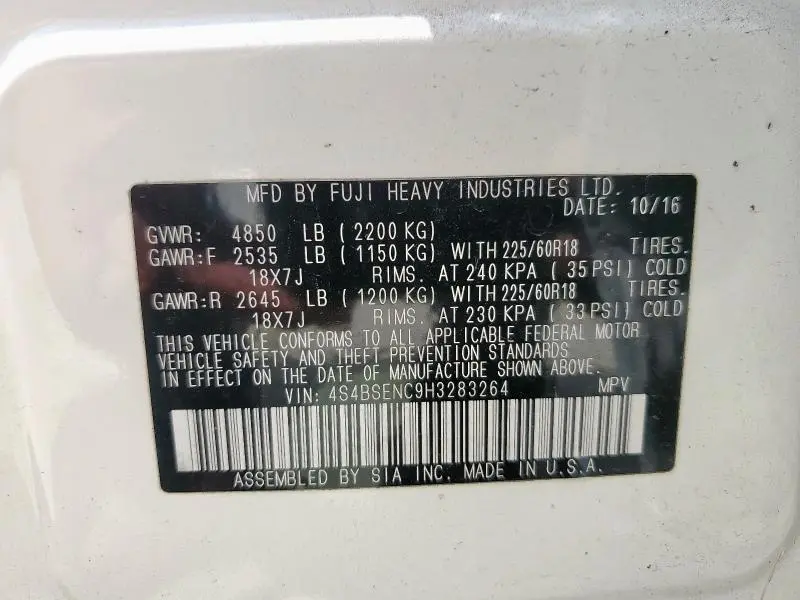 MFD BY FUJI HEAVY INDUSTRIES LTD.
DATE: 10/16
GVWR: 4850 LB ( 2200 KG)
GAWR:F 2535 LB ( 1150 KG) WITH 225/60R18 TIRES.
18X7J RIMS. AT 240 KPA ( 35 PSI) COLD
GAWR:R 2645 LB ( 1200 KG) WITH 225/60R18 TIRES.
18X7J RIMS. AT 230 KPA ( 33 PSI) COLD
THIS VEHICLE CONFORMS TO ALL APPLICABLE FEDERAL MOTOR
VEHICLE SAFETY AND THEFT PREVENTION STANDARDS
IN EFFECT ON THE DATE OF MANUFACTURE SHOWN ABOVE.
VIN: 4S4BSENC9H3283264 MPV
ASSEMBLED BY SIA INC. MADE IN U.S.A.